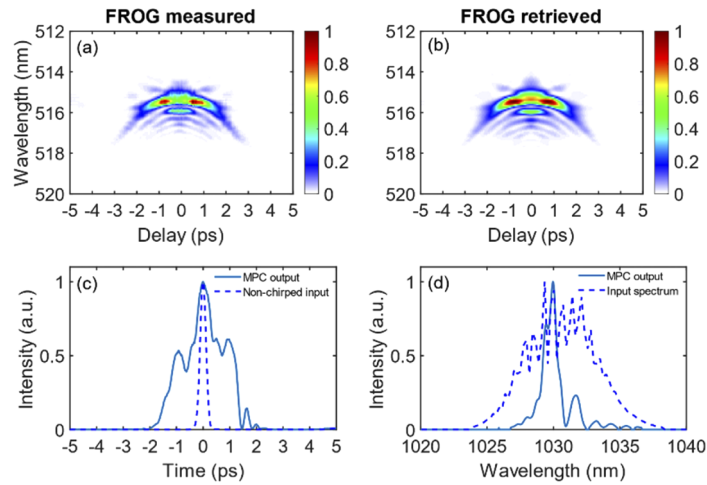 FROG measured
FROG retrieved
(a)
512
514
516
518
520
Wavelength (nm)
-5 -4 -3 -2 -1 0 1 2 3 4 5
Delay (ps)
1
0.8
0.6
0.4
0.2
0
(b)
512
514
516
518
520
-5 -4 -3 -2 -1 0 1 2 3 4 5
Delay (ps)
1
0.8
0.6
0.4
0.2
0
(c)
MPC output
Non-chirped input
1
0.5
0
Intensity (a.u.)
-5 -4 -3 -2 -1 0 1 2 3 4 5
Time (ps)
(d)
MPC output
Input spectrum
1
0.5
0
Intensity (a.u.)
1020 1025 1030 1035 1040
Wavelength (nm)